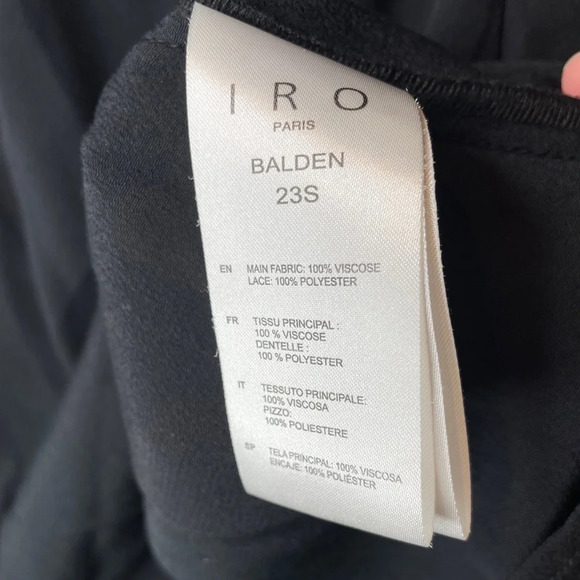 IRO
PARIS
BALDEN
23S
EN MAIN FABRIC: 100% VISCOSE
LACE: 100% POLYESTER
FR TISSU PRINCIPAL :
100 % VISCOSE
DENTELLE :
100 % POLYESTER
IT TESSUTO PRINCIPALE:
100% VISCOSA
PIZZO:
100% POLIESTERE
SP TELA PRINCIPAL: 100% VISCOSA
ENCAJE: 100% POLIÉSTER